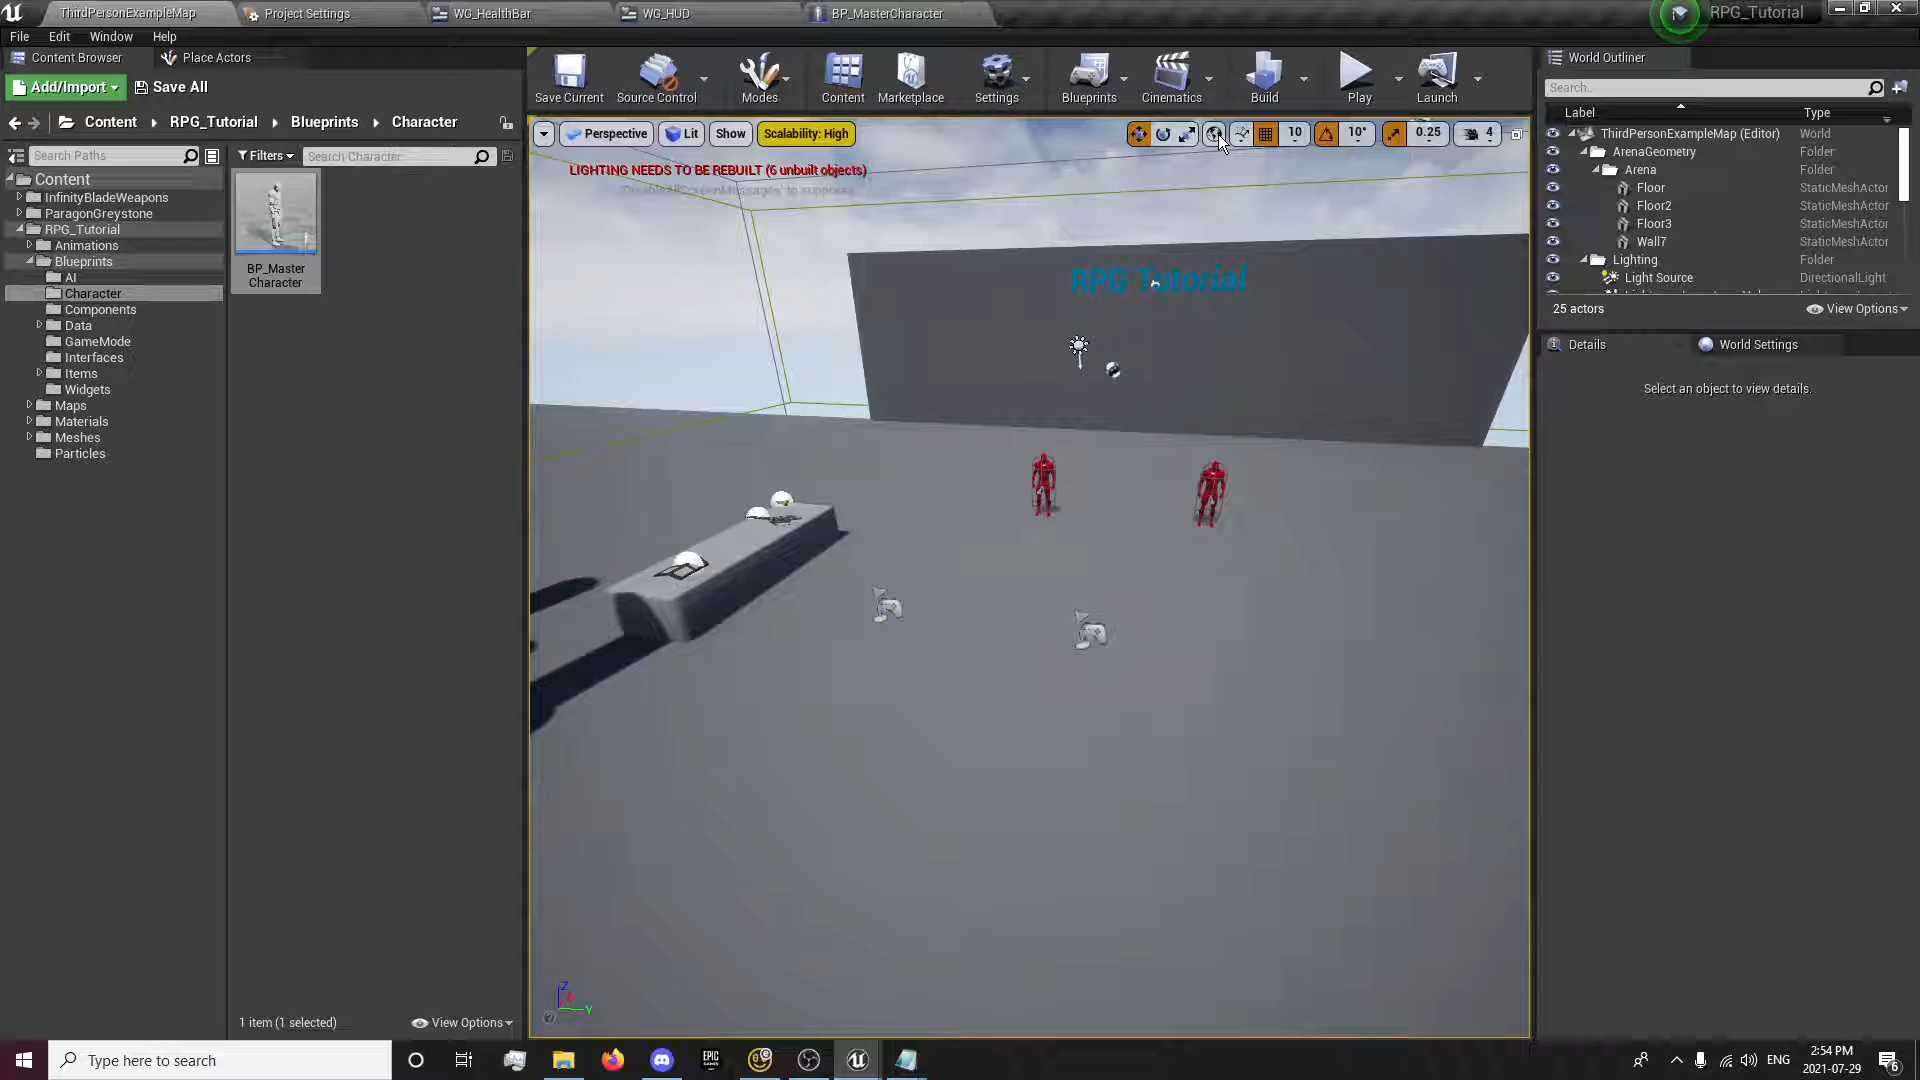 ThirdPersonExampleMap
Project Settings
WG_HealthBar
WG_HUD
BP_MasterCharacter
RPG_Tutorial
File
Edit
Window
Help
Content Browser
Place Actors
World Outliner
Add/Import
Save All
Save Current
Source Control
Modes
Content
Marketplace
Settings
Blueprints
Cinematics
Build
Play
Launch
Search...
Label
Type
Content
RPG_Tutorial
Blueprints
Character
Perspective
Lit
Show
Scalability: High
10
10°
0.25
4
Search Paths
Filters
Search Character
LIGHTING NEEDS TO BE REBUILT (6 unbuilt objects)
'DisableAllScreenMessages' to suppress
Content
InfinityBladeWeapons
ParagonGreystone
RPG_Tutorial
Animations
Blueprints
AI
Character
Components
Data
GameMode
Interfaces
Items
Widgets
Maps
Materials
Meshes
Particles
BP_Master
Character
RPG Tutorial
ThirdPersonExampleMap (Editor)
World
ArenaGeometry
Folder
Arena
Folder
Floor
StaticMeshActor
Floor2
StaticMeshActor
Floor3
StaticMeshActor
Wall7
StaticMeshActor
Lighting
Folder
Light Source
DirectionalLight
25 actors
View Options
Details
World Settings
Select an object to view details.
Z
X
Y
1 item (1 selected)
View Options
Type here to search
EPIC
GAMES
ENG
2:54 PM
2021-07-29
6